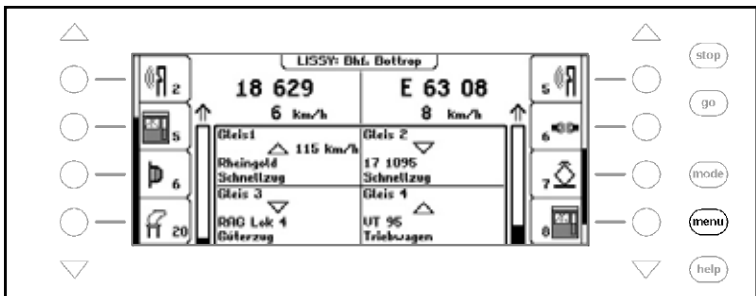 LISSY: Bhf. Bottrop
2
18 629
E 63 08
5
6 km/h
8 km/h
5
Gleis1
Gleis 2
6
115 km/h
Rheingold
17 1095
Schnellzug
Schnellzug
6
7
Gleis 3
Gleis 4
RAG Lok 4
VT 95
Güterzug
Triebwagen
20
8
stop
go
mode
menu
help